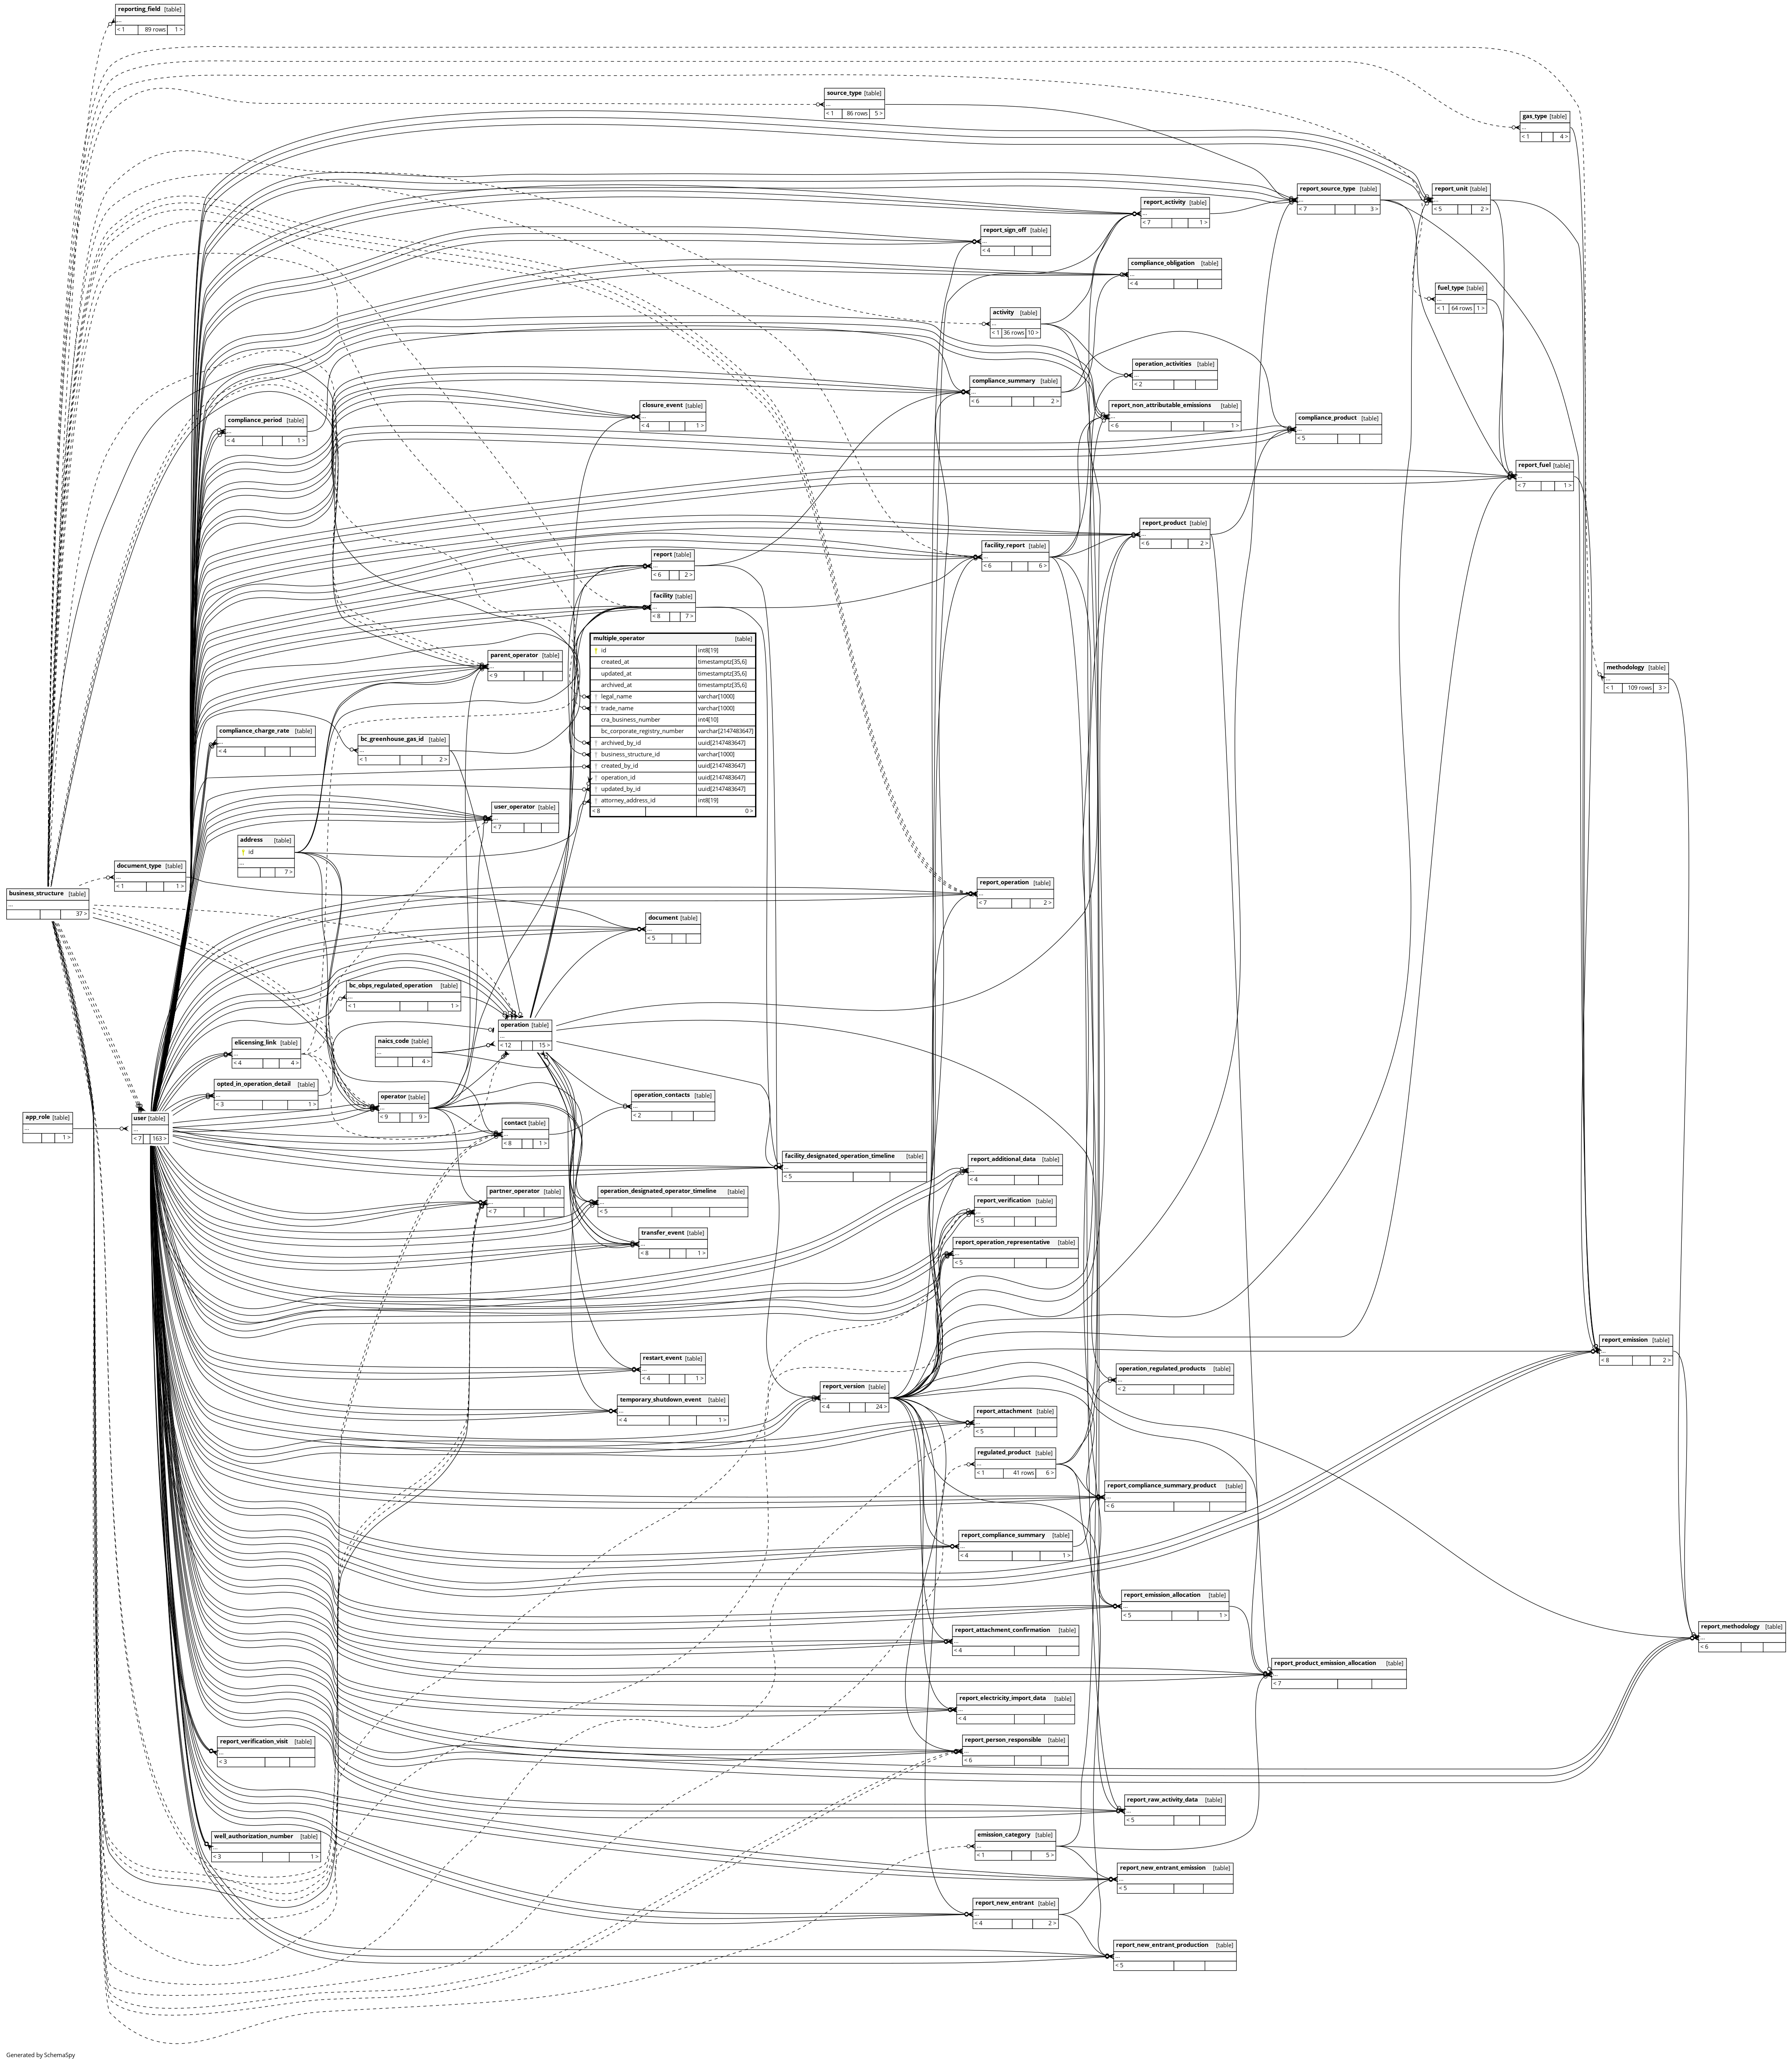 reporting_field [table]
...
< 1 89 rows 1 >
source_type [table]
...
< 1 86 rows 5 >
gas_type [table]
...
< 1 4 >
report_source_type [table]
...
< 7 3 >
report_unit [table]
...
< 5 2 >
report_activity [table]
...
< 7 1 >
report_sign_off [table]
...
< 4
compliance_obligation [table]
...
< 4
fuel_type [table]
...
< 1 64 rows 1 >
activity [table]
...
< 1 36 rows 10 >
operation_activities [table]
...
< 2
compliance_summary [table]
...
< 6 2 >
closure_event [table]
...
< 4 1 >
report_non_attributable_emissions [table]
...
< 6 1 >
compliance_period [table]
...
< 4 1 >
compliance_product [table]
...
< 5
report_fuel [table]
...
< 7 1 >
report_product [table]
...
< 6 2 >
facility_report [table]
...
< 6 6 >
report [table]
...
< 6 2 >
facility [table]
...
< 8 7 >
multiple_operator [table]
id int8[19]
created_at timestamptz[35,6]
updated_at timestamptz[35,6]
archived_at timestamptz[35,6]
legal_name varchar[1000]
trade_name varchar[1000]
cra_business_number int4[10]
bc_corporate_registry_number varchar[2147483647]
archived_by_id uuid[2147483647]
business_structure_id varchar[1000]
created_by_id uuid[2147483647]
operation_id uuid[2147483647]
updated_by_id uuid[2147483647]
attorney_address_id int8[19]
< 8 0 >
parent_operator [table]
...
< 9
methodology [table]
...
< 1 109 rows 3 >
compliance_charge_rate [table]
...
< 4
bc_greenhouse_gas_id [table]
...
< 1 2 >
user_operator [table]
...
< 7
address [table]
id
...
7 >
document_type [table]
...
< 1 1 >
business_structure [table]
...
37 >
report_operation [table]
...
< 7 2 >
document [table]
...
< 5
bc_obps_regulated_operation [table]
...
< 1 1 >
operation [table]
...
< 12 15 >
naics_code [table]
...
4 >
elicensing_link [table]
...
< 4 4 >
opted_in_operation_detail [table]
...
< 3 1 >
operator [table]
...
< 9 9 >
operation_contacts [table]
...
< 2
app_role [table]
...
1 >
user [table]
...
< 7 163 >
contact [table]
...
< 8 1 >
facility_designated_operation_timeline [table]
...
< 5
report_additional_data [table]
...
< 4
partner_operator [table]
...
< 7
operation_designated_operator_timeline [table]
...
< 5
report_verification [table]
...
< 5
transfer_event [table]
...
< 8 1 >
report_operation_representative [table]
...
< 5
report_emission [table]
...
< 8 2 >
restart_event [table]
...
< 4 1 >
operation_regulated_products [table]
...
< 2
report_version [table]
...
< 4 24 >
temporary_shutdown_event [table]
...
< 4 1 >
report_attachment [table]
...
< 5
regulated_product [table]
...
< 1 41 rows 6 >
report_compliance_summary_product [table]
...
< 6
report_compliance_summary [table]
...
< 4 1 >
report_emission_allocation [table]
...
< 5 1 >
report_attachment_confirmation [table]
...
< 4
report_methodology [table]
...
< 6
report_product_emission_allocation [table]
...
< 7
report_electricity_import_data [table]
...
< 4
report_verification_visit [table]
...
< 3
report_person_responsible [table]
...
< 6
report_raw_activity_data [table]
...
< 5
well_authorization_number [table]
...
< 3 1 >
emission_category [table]
...
< 1 5 >
report_new_entrant_emission [table]
...
< 5
report_new_entrant [table]
...
< 4 2 >
report_new_entrant_production [table]
...
< 5
Generated by SchemaSpy